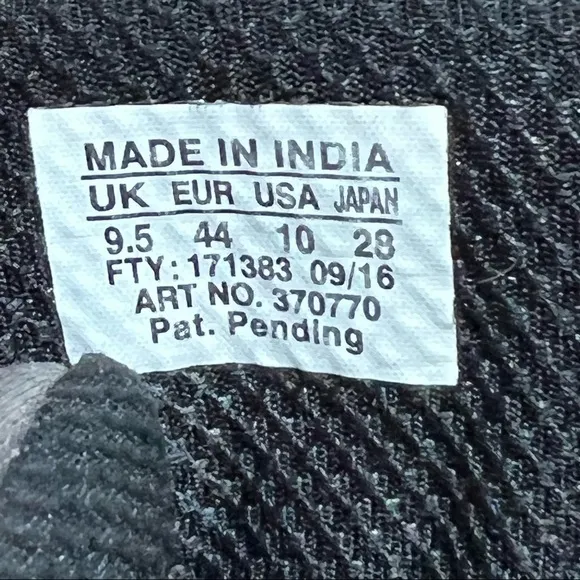 MADE IN INDIA
UK EUR USA JAPAN
9.5 44 10 28
FTY: 171383 09/16
ART NO. 370770
Pat. Pending